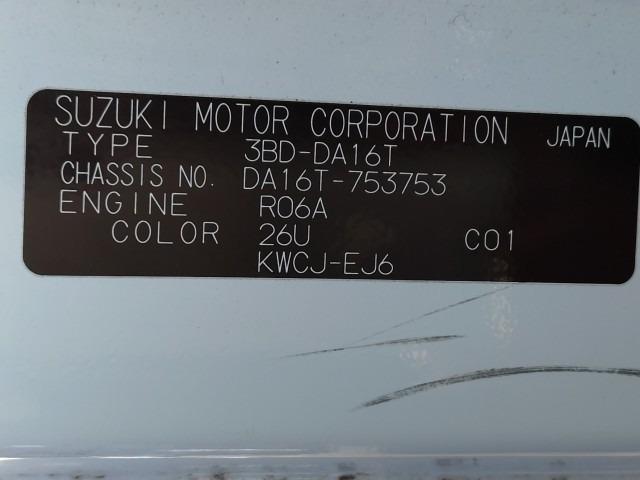 SUZUKI MOTOR CORPORATION JAPAN
TYPE 3BD-DA16T
CHASSIS NO. DA16T-753753
ENGINE R06A
COLOR 26U C01
KWCJ-EJ6